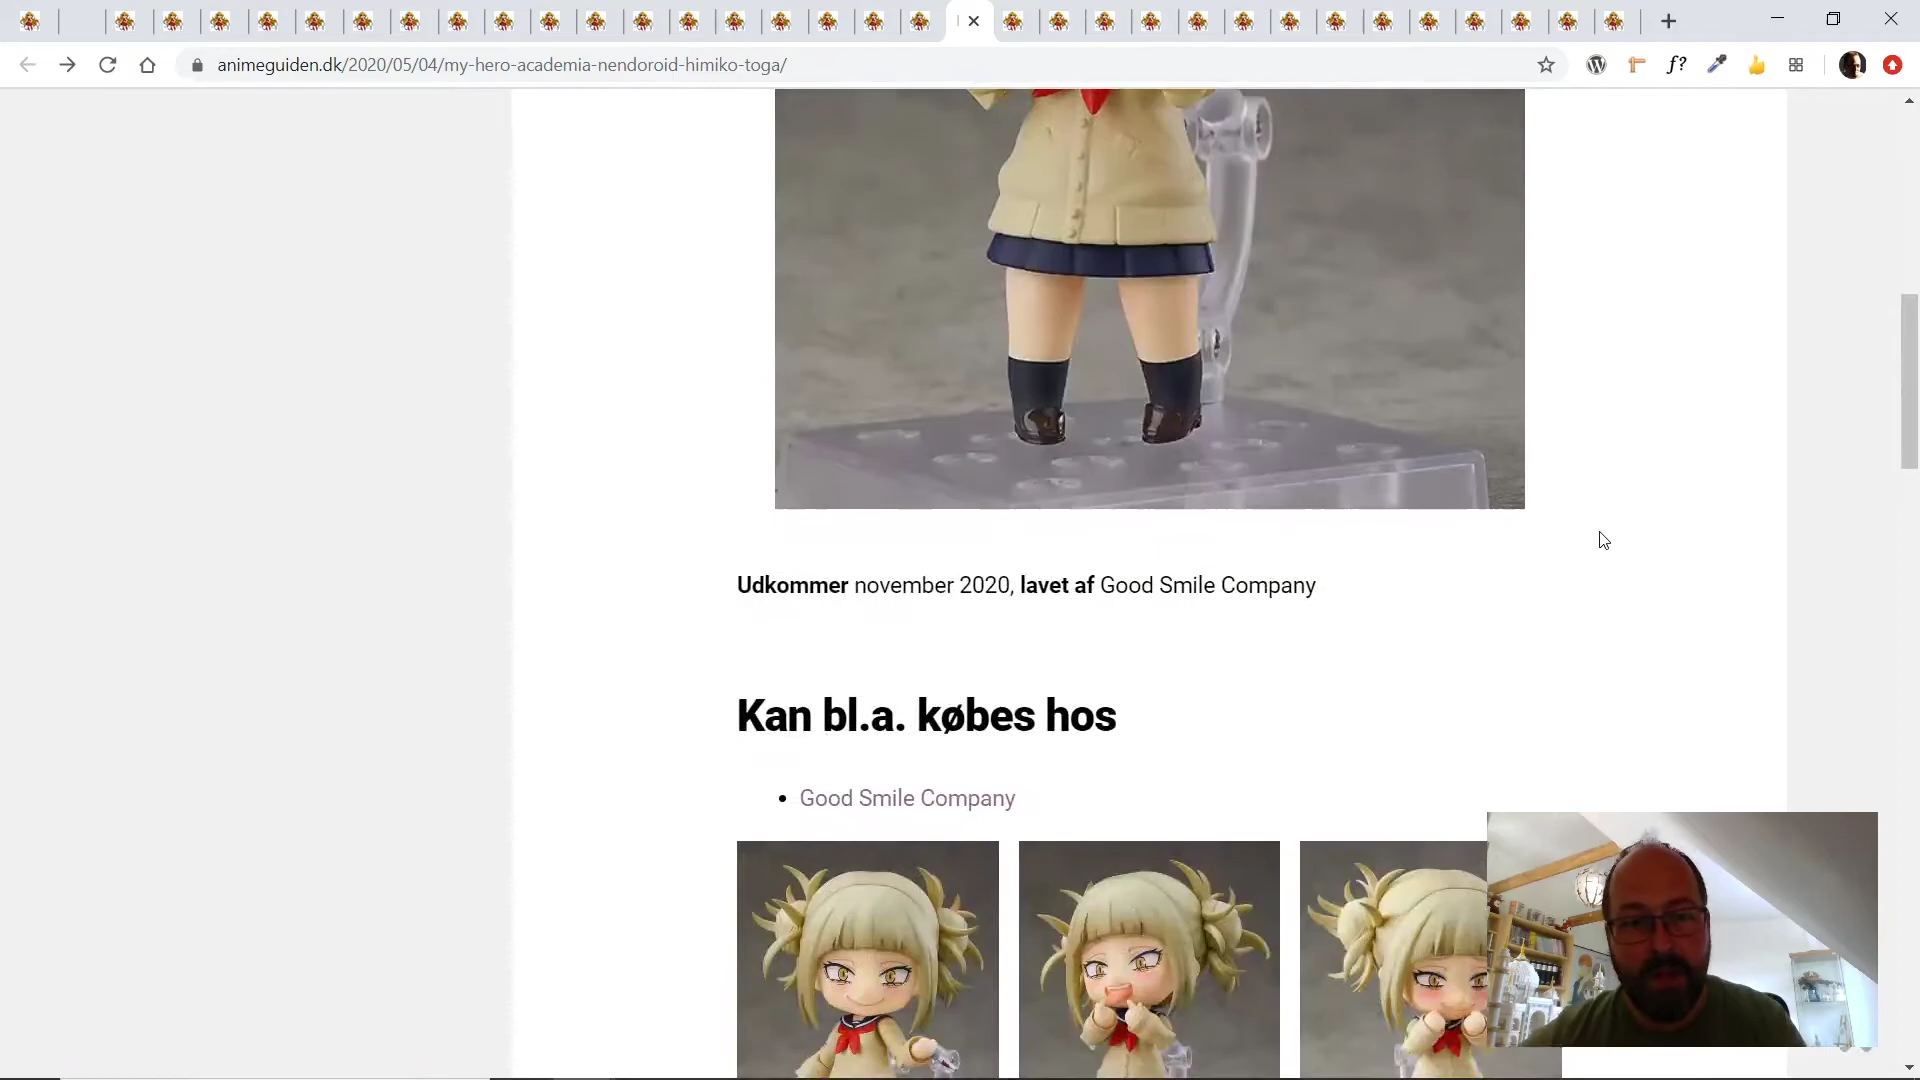 animeguiden.dk/2020/05/04/my-hero-academia-nendoroid-himiko-toga/
f?
Udkommer november 2020, lavet af Good Smile Company
Kan bl.a. købes hos
• Good Smile Company